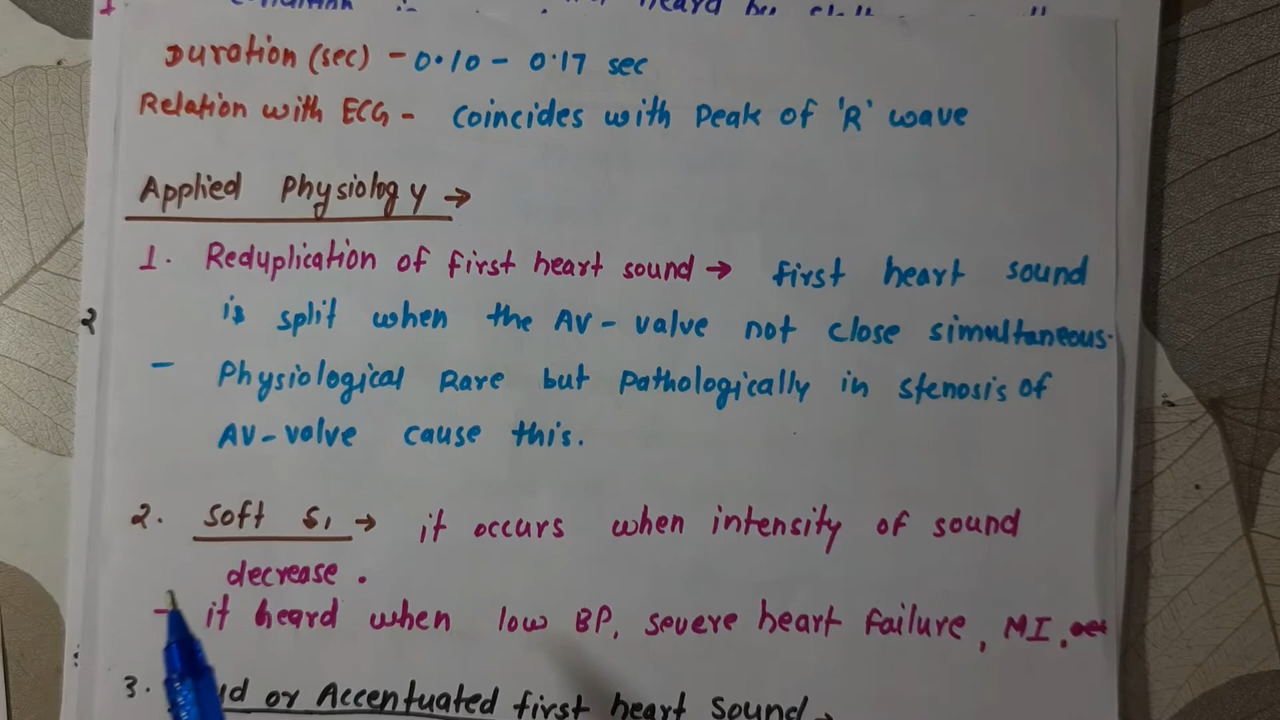 Duration (sec) - 0.10 - 0.17 sec
Relation with ECG - coincides with Peak of 'R' wave
Applied Physiology →
1. Reduplication of first heart sound → first heart sound
is split when the AV-valve not close simultaneous.
- Physiological Rare but Pathologically in stenosis of
AV-valve cause this.
2. Soft S1 → it occurs when intensity of sound
decrease.
- it heard when low BP, severe heart failure, MI.
3. or Accentuated first heart sound